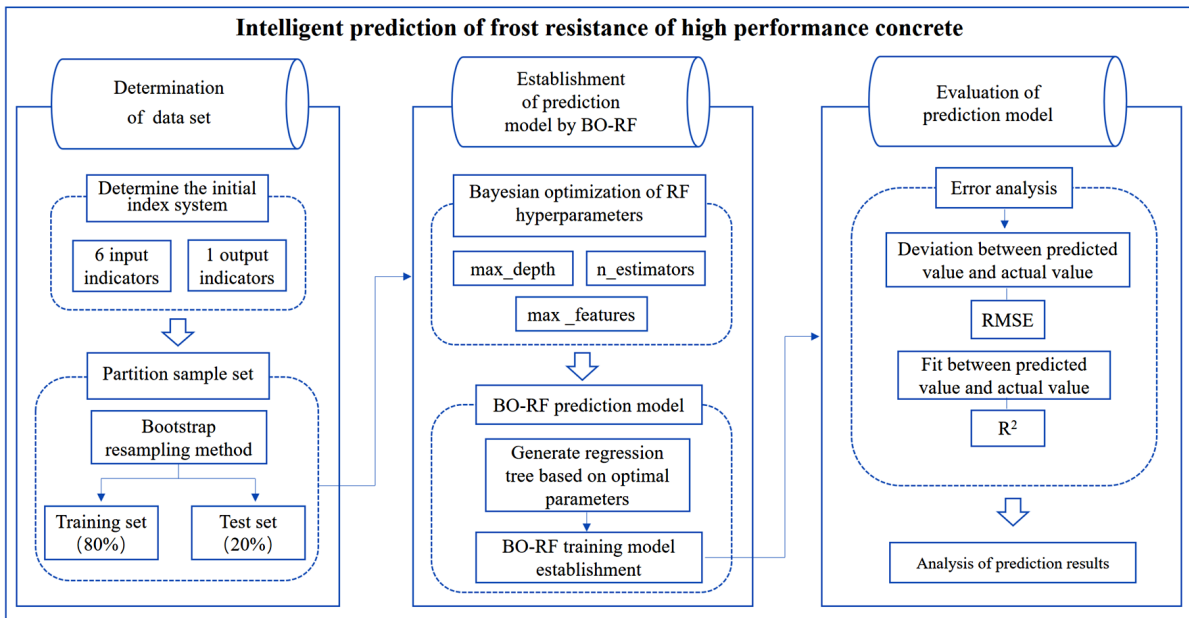 Intelligent prediction of frost resistance of high performance concrete
Determination
of data set
Determine the initial
index system
6 input
indicators
1 output
indicators
Partition sample set
Bootstrap
resampling method
Training set
(80%)
Test set
(20%)
Establishment
of prediction
model by BO-RF
Bayesian optimization of RF
hyperparameters
max_depth
n_estimators
max _features
BO-RF prediction model
Generate regression
tree based on optimal
parameters
BO-RF training model
establishment
Evaluation of
prediction model
Error analysis
Deviation between predicted
value and actual value
RMSE
Fit between predicted
value and actual value
R²
Analysis of prediction results